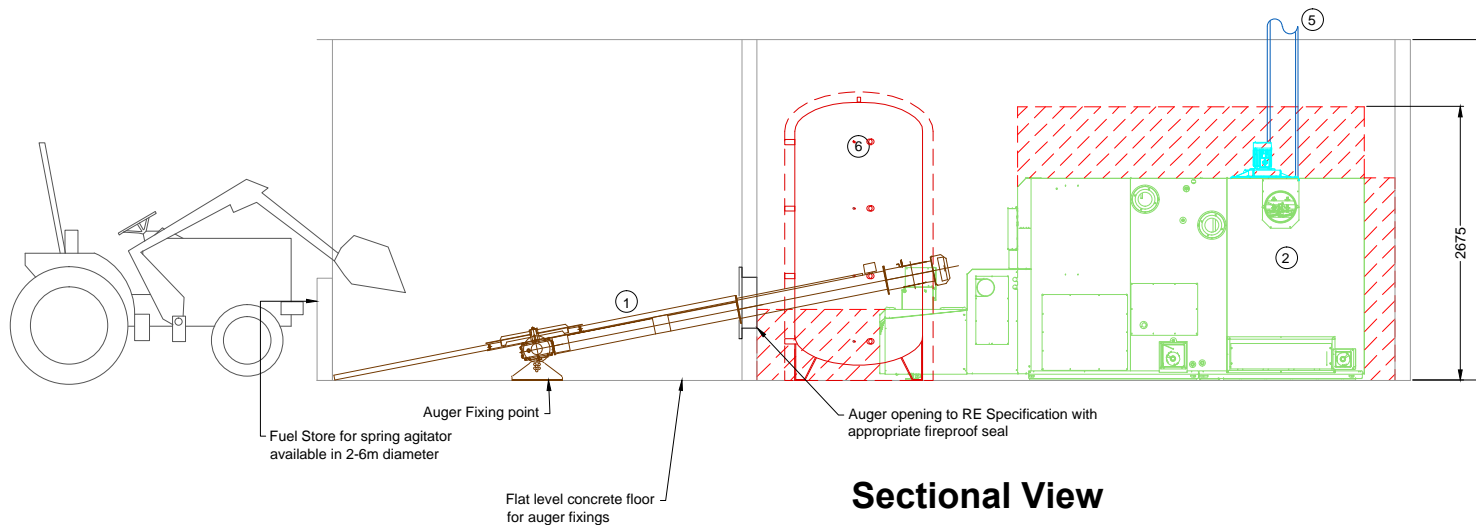 5
6
2
2675
1
Auger Fixing point
Auger opening to RE Specification with
appropriate fireproof seal
Fuel Store for spring agitator
available in 2-6m diameter
Flat level concrete floor
for auger fixings
Sectional View